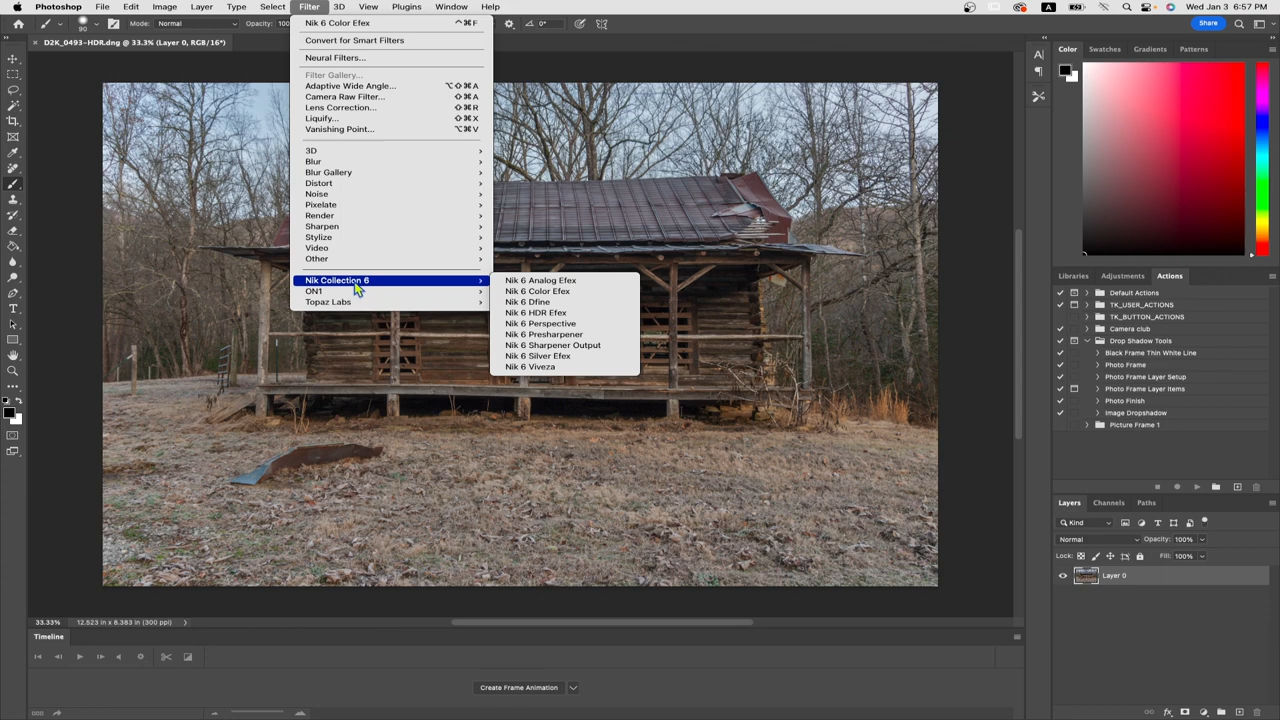 Photoshop File Edit Image Layer Type Select Filter 3D View Plugins Window Help A Wed Jan 3 6:57 PM
90 Mode: Normal Opacity: 100 0° Share
× D2K_0493-HDR.dng @ 33.3% (Layer 0, RGB/16*)
Nik 6 Color Efex ^⌘F
Convert for Smart Filters
Neural Filters...
Filter Gallery...
Adaptive Wide Angle... ⌥⇧⌘A
Camera Raw Filter... ⇧⌘A
Lens Correction... ⇧⌘R
Liquify... ⇧⌘X
Vanishing Point... ⌥⌘V
3D
Blur
Blur Gallery
Distort
Noise
Pixelate
Render
Sharpen
Stylize
Video
Other
Nik Collection 6
ON1
Topaz Labs
Nik 6 Analog Efex
Nik 6 Color Efex
Nik 6 Dfine
Nik 6 HDR Efex
Nik 6 Perspective
Nik 6 Presharpener
Nik 6 Sharpener Output
Nik 6 Silver Efex
Nik 6 Viveza
Color Swatches Gradients Patterns
Libraries Adjustments Actions
Default Actions
TK_USER_ACTIONS
TK_BUTTON_ACTIONS
Camera club
Drop Shadow Tools
Black Frame Thin White Line
Photo Frame
Photo Frame Layer Setup
Photo Frame Layer Items
Photo Finish
Image Dropshadow
Picture Frame 1
Layers Channels Paths
Kind
Normal Opacity: 100%
Lock: Fill: 100%
Layer 0
33.33% 12.523 in x 8.383 in (300 ppi)
Timeline
Create Frame Animation